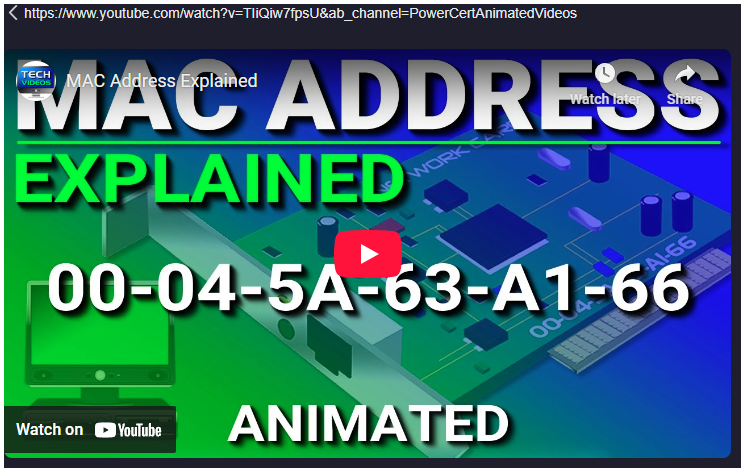 https://www.youtube.com/watch?v=TIiQiw7fpsU&ab_channel=PowerCertAnimatedVideos
TECH
VIDEOS
MAC Address Explained
Watch later
Share
MAC ADDRESS
EXPLAINED
00-04-5A-63-A1-66
Watch on YouTube
ANIMATED